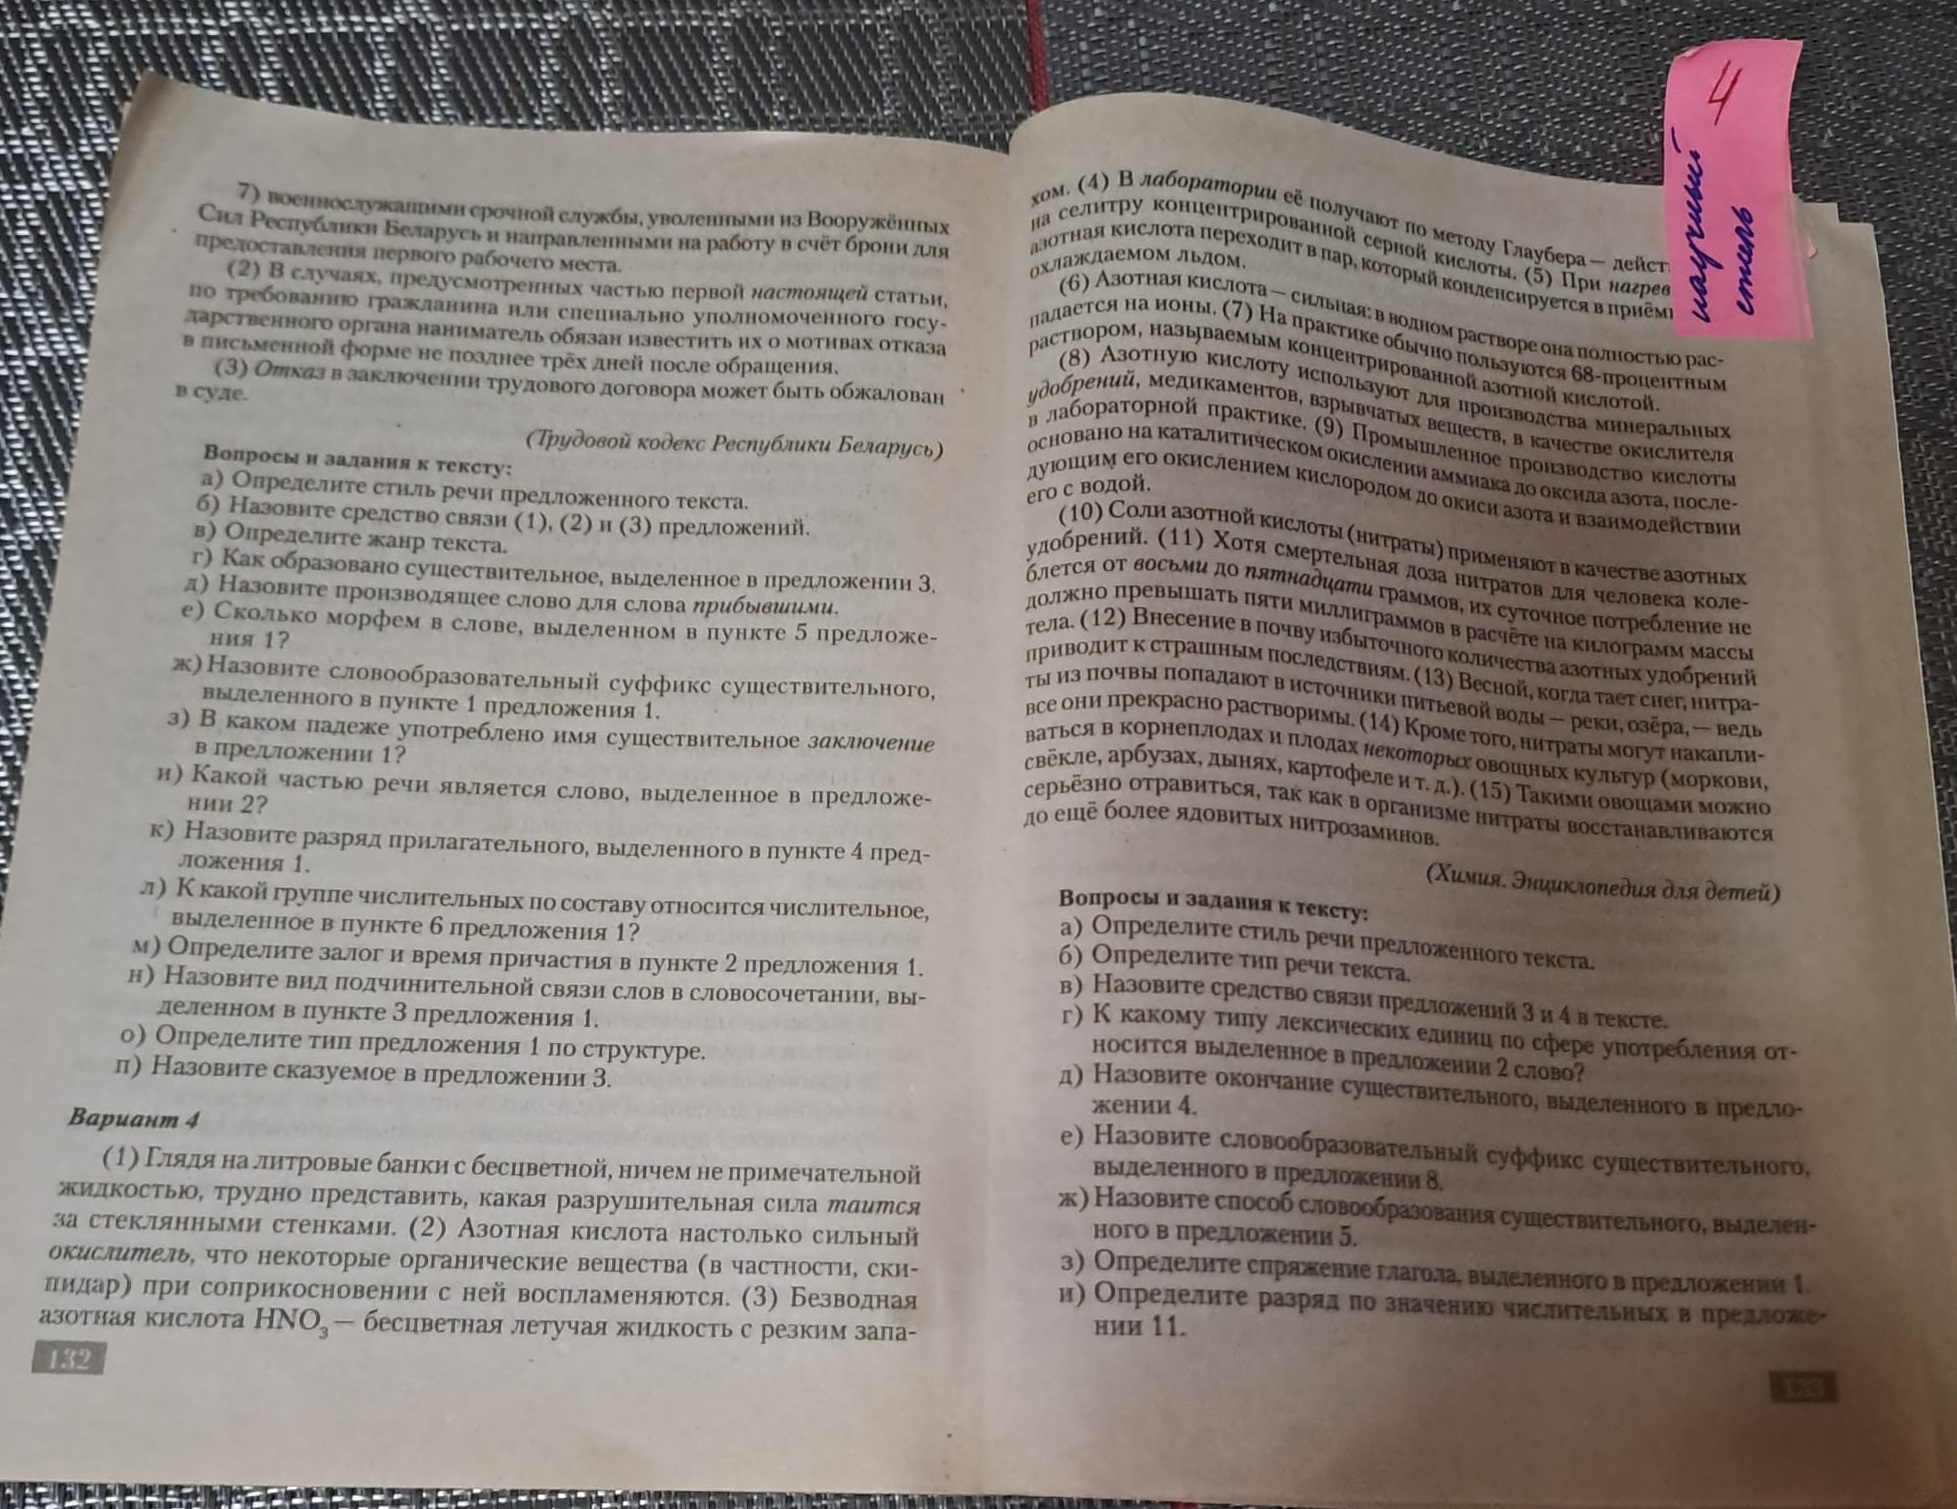 7) военнослужащими срочной службы, уволенными из Вооружённых
Сил Республики Беларусь и направленными на работу в счёт брони для
предоставления первого рабочего места.
(2) В случаях, предусмотренных частью первой настоящей статьи,
по требованию гражданина или специально уполномоченного госу-
дарственного органа наниматель обязан известить их о мотивах отказа
в письменной форме не позднее трёх дней после обращения.
(3) Отказ в заключении трудового договора может быть обжалован
в суде.
(Трудовой кодекс Республики Беларусь)
Вопросы и задания к тексту:
а) Определите стиль речи предложенного текста.
б) Назовите средство связи (1), (2) и (3) предложений.
в) Определите жанр текста.
г) Как образовано существительное, выделенное в предложении 3.
д) Назовите производящее слово для слова прибывшими.
е) Сколько морфем в слове, выделенном в пункте 5 предложе-
ния 1?
ж) Назовите словообразовательный суффикс существительного,
выделенного в пункте 1 предложения 1.
з) В каком падеже употреблено имя существительное заключение
в предложении 1?
и) Какой частью речи является слово, выделенное в предложе-
нии 2?
к) Назовите разряд прилагательного, выделенного в пункте 4 пред-
ложения 1.
л) К какой группе числительных по составу относится числительное,
выделенное в пункте 6 предложения 1?
м) Определите залог и время причастия в пункте 2 предложения 1.
н) Назовите вид подчинительной связи слов в словосочетании, вы-
деленном в пункте 3 предложения 1.
о) Определите тип предложения 1 по структуре.
п) Назовите сказуемое в предложении 3.
Вариант 4
(1) Глядя на литровые банки с бесцветной, ничем не примечательной
жидкостью, трудно представить, какая разрушительная сила таится
за стеклянными стенками. (2) Азотная кислота настолько сильный
окислитель, что некоторые органические вещества (в частности, ски-
пидар) при соприкосновении с ней воспламеняются. (3) Безводная
азотная кислота HNO₃ — бесцветная летучая жидкость с резким запа-
132
хом. (4) В лаборатории её получают по методу Глаубера — дейст
на селитру концентрированной серной кислоты. (5) При нагрев
азотная кислота переходит в пар, который конденсируется в приём
охлаждаемом льдом.
(6) Азотная кислота — сильная: в водном растворе она полностью рас-
падается на ионы. (7) На практике обычно пользуются 68-процентным
раствором, называемым концентрированной азотной кислотой.
(8) Азотную кислоту используют для производства минеральных
удобрений, медикаментов, взрывчатых веществ, в качестве окислителя
в лабораторной практике. (9) Промышленное производство кислоты
основано на каталитическом окислении аммиака до оксида азота, после-
дующим его окислением кислородом до окиси азота и взаимодействии
его с водой.
(10) Соли азотной кислоты (нитраты) применяют в качестве азотных
удобрений. (11) Хотя смертельная доза нитратов для человека коле-
блется от восьми до пятнадцати граммов, их суточное потребление не
должно превышать пяти миллиграммов в расчёте на килограмм массы
тела. (12) Внесение в почву избыточного количества азотных удобрений
приводит к страшным последствиям. (13) Весной, когда тает снег, нитра-
ты из почвы попадают в источники питьевой воды — реки, озёра, — ведь
все они прекрасно растворимы. (14) Кроме того, нитраты могут накапли-
ваться в корнеплодах и плодах некоторых овощных культур (моркови,
свёкле, арбузах, дынях, картофеле и т. д.). (15) Такими овощами можно
серьёзно отравиться, так как в организме нитраты восстанавливаются
до ещё более ядовитых нитрозаминов.
(Химия. Энциклопедия для детей)
Вопросы и задания к тексту:
а) Определите стиль речи предложенного текста.
б) Определите тип речи текста.
в) Назовите средство связи предложений 3 и 4 в тексте.
г) К какому типу лексических единиц по сфере употребления от-
носится выделенное в предложении 2 слово?
д) Назовите окончание существительного, выделенного в предло-
жении 4.
е) Назовите словообразовательный суффикс существительного,
выделенного в предложении 8.
ж) Назовите способ словообразования существительного, выделен-
ного в предложении 5.
з) Определите спряжение глагола, выделенного в предложении 1.
и) Определите разряд по значению числительных в предложе-
нии 11.
133
4
научный
стиль